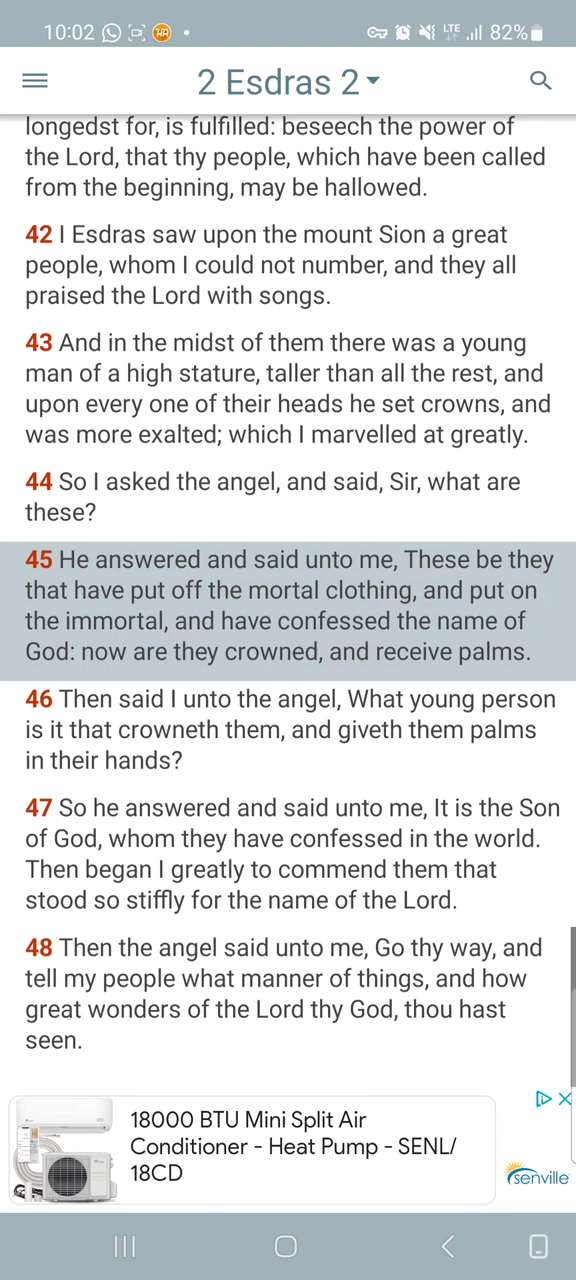 10:02
LTE
82%
2 Esdras 2
longedst for, is fulfilled: beseech the power of
the Lord, that thy people, which have been called
from the beginning, may be hallowed.
42 I Esdras saw upon the mount Sion a great
people, whom I could not number, and they all
praised the Lord with songs.
43 And in the midst of them there was a young
man of a high stature, taller than all the rest, and
upon every one of their heads he set crowns, and
was more exalted; which I marvelled at greatly.
44 So I asked the angel, and said, Sir, what are
these?
45 He answered and said unto me, These be they
that have put off the mortal clothing, and put on
the immortal, and have confessed the name of
God: now are they crowned, and receive palms.
46 Then said I unto the angel, What young person
is it that crowneth them, and giveth them palms
in their hands?
47 So he answered and said unto me, It is the Son
of God, whom they have confessed in the world.
Then began I greatly to commend them that
stood so stiffly for the name of the Lord.
48 Then the angel said unto me, Go thy way, and
tell my people what manner of things, and how
great wonders of the Lord thy God, thou hast
seen.
18000 BTU Mini Split Air
Conditioner - Heat Pump - SENL/
18CD
senville